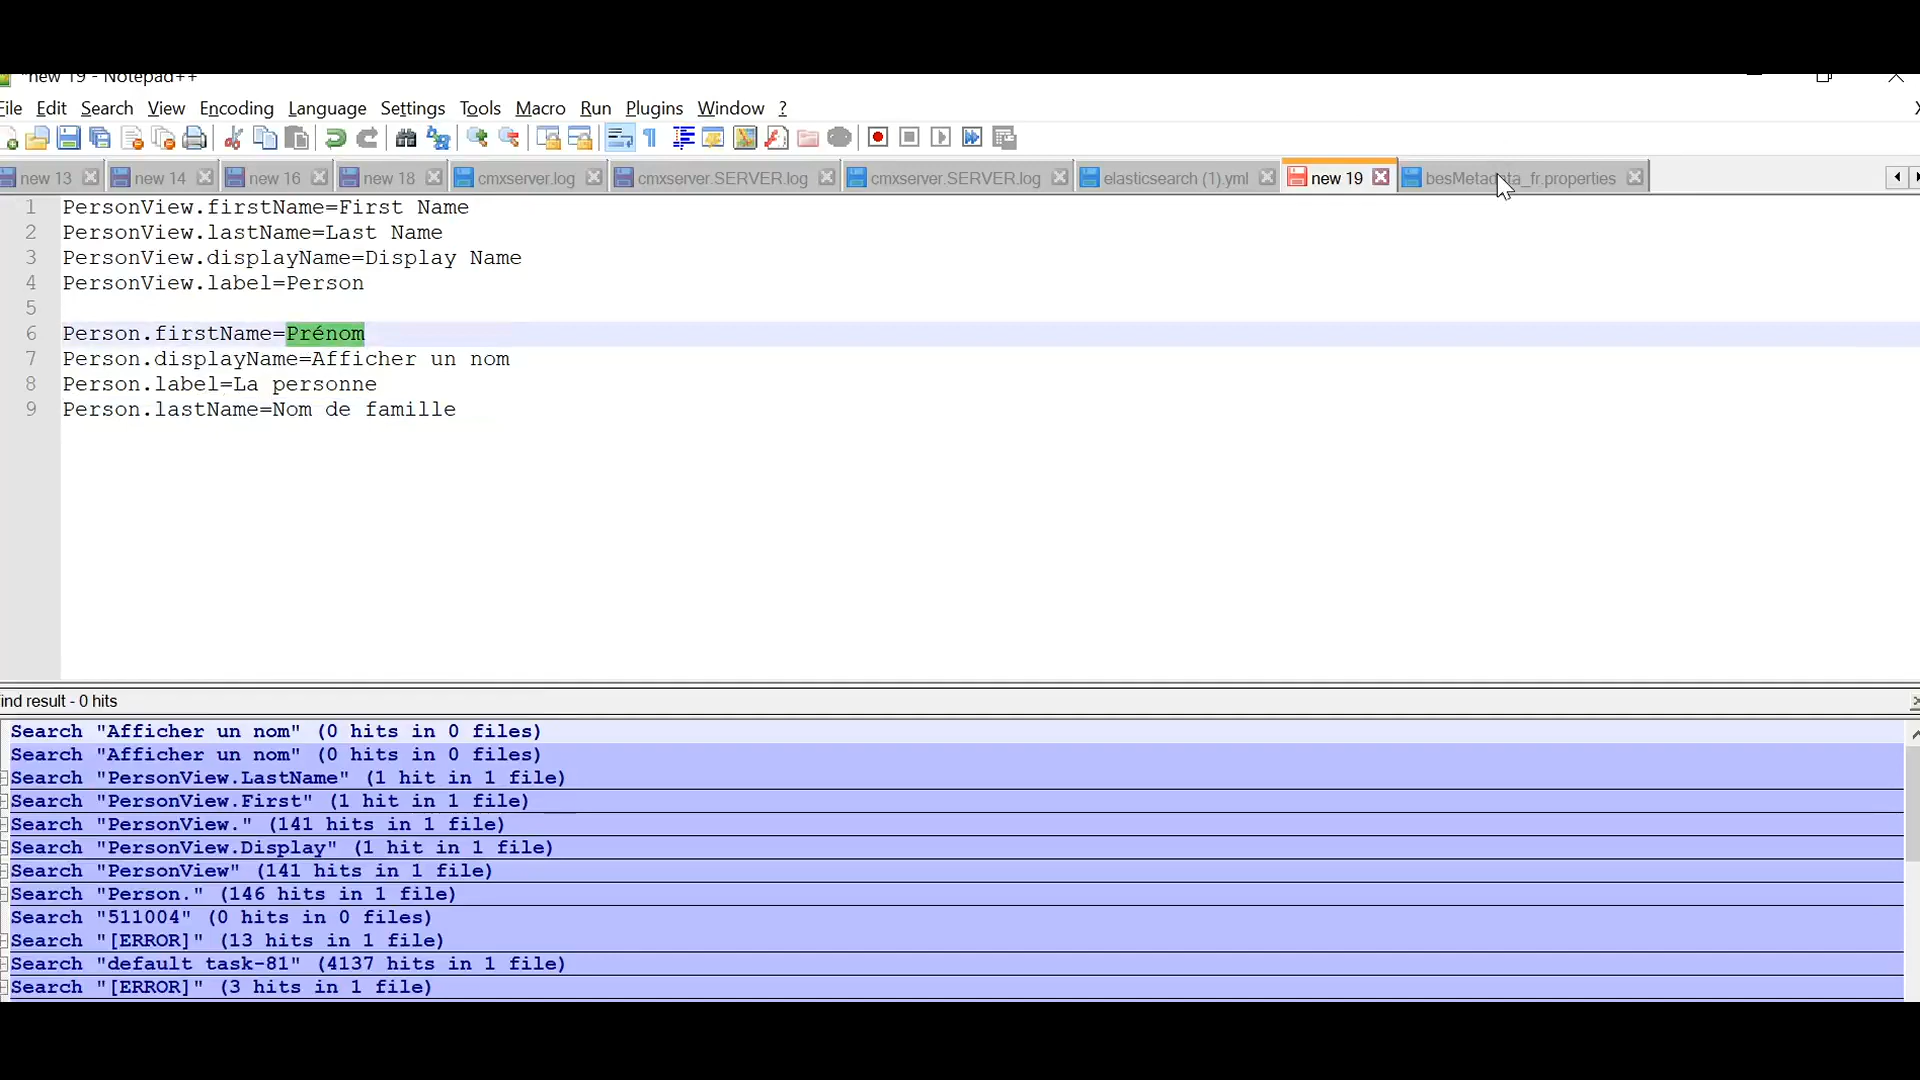 *new 19 - Notepad++
File Edit Search View Encoding Language Settings Tools Macro Run Plugins Window ?
new 13 new 14 new 16 new 18 cmxserver.log cmxserver.SERVER.log cmxserver.SERVER.log elasticsearch (1).yml new 19 besMetadata_fr.properties
1 PersonView.firstName=First Name
2 PersonView.lastName=Last Name
3 PersonView.displayName=Display Name
4 PersonView.label=Person
5
6 Person.firstName=Prénom
7 Person.displayName=Afficher un nom
8 Person.label=La personne
9 Person.lastName=Nom de famille
ind result - 0 hits
Search "Afficher un nom" (0 hits in 0 files)
Search "Afficher un nom" (0 hits in 0 files)
Search "PersonView.LastName" (1 hit in 1 file)
Search "PersonView.First" (1 hit in 1 file)
Search "PersonView." (141 hits in 1 file)
Search "PersonView.Display" (1 hit in 1 file)
Search "PersonView" (141 hits in 1 file)
Search "Person." (146 hits in 1 file)
Search "511004" (0 hits in 0 files)
Search "[ERROR]" (13 hits in 1 file)
Search "default task-81" (4137 hits in 1 file)
Search "[ERROR]" (3 hits in 1 file)